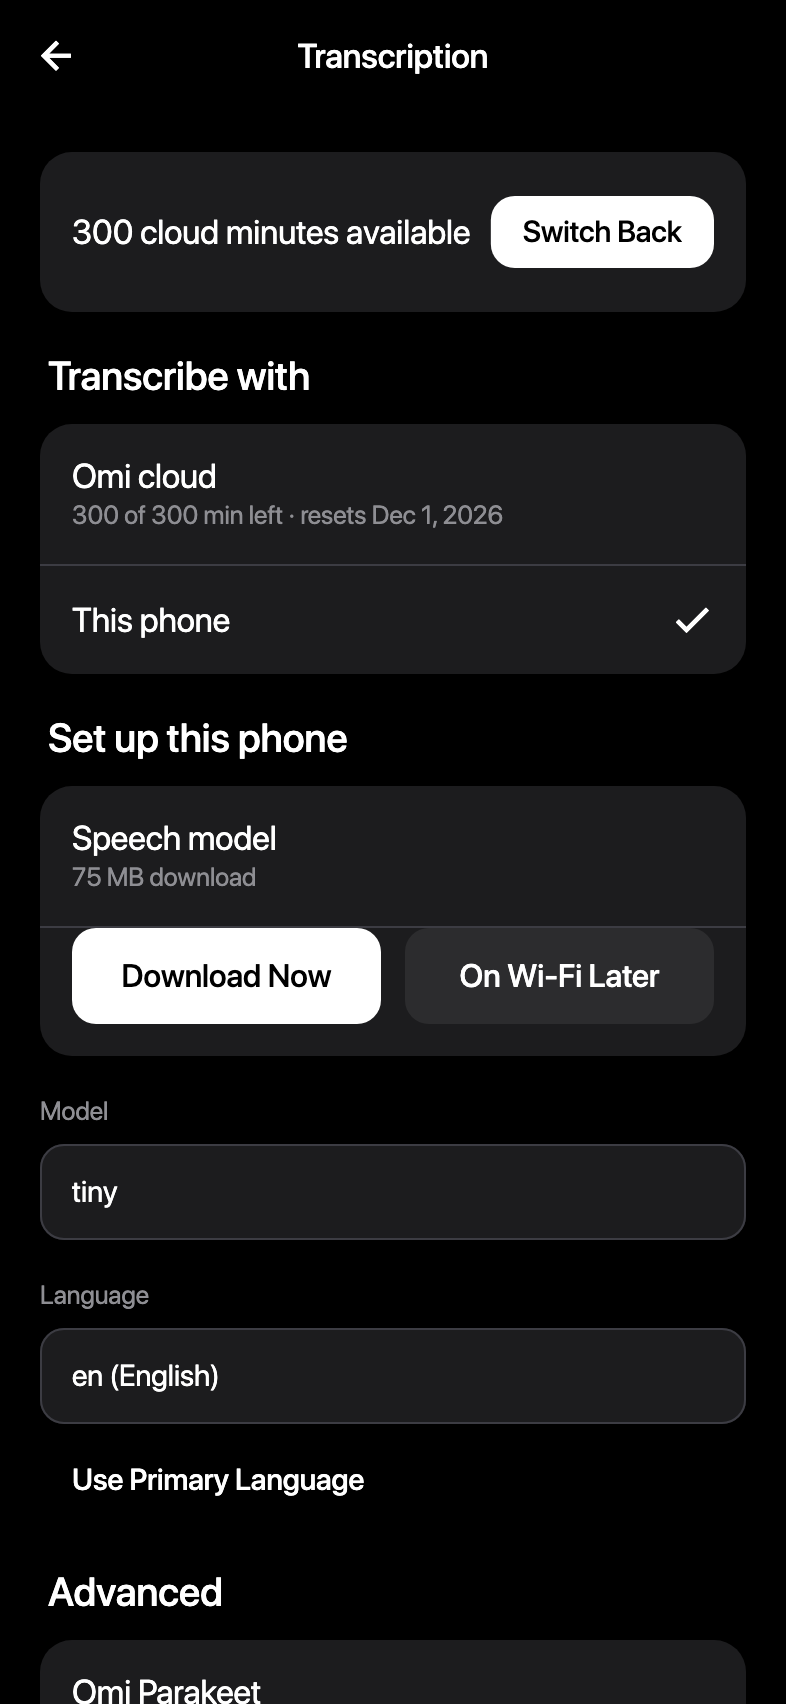 Transcription
300 cloud minutes available
Switch Back
Transcribe with
Omi cloud
300 of 300 min left · resets Dec 1, 2026
This phone
Set up this phone
Speech model
75 MB download
Download Now
On Wi-Fi Later
Model
tiny
Language
en (English)
Use Primary Language
Advanced
Omi Parakeet